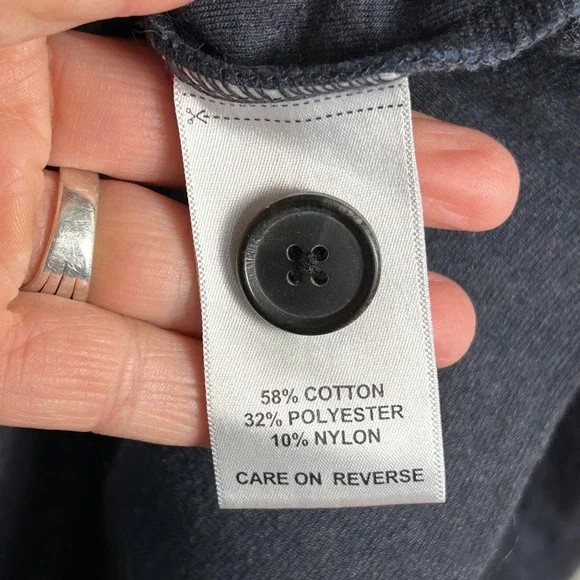 58% COTTON
32% POLYESTER
10% NYLON
CARE ON REVERSE